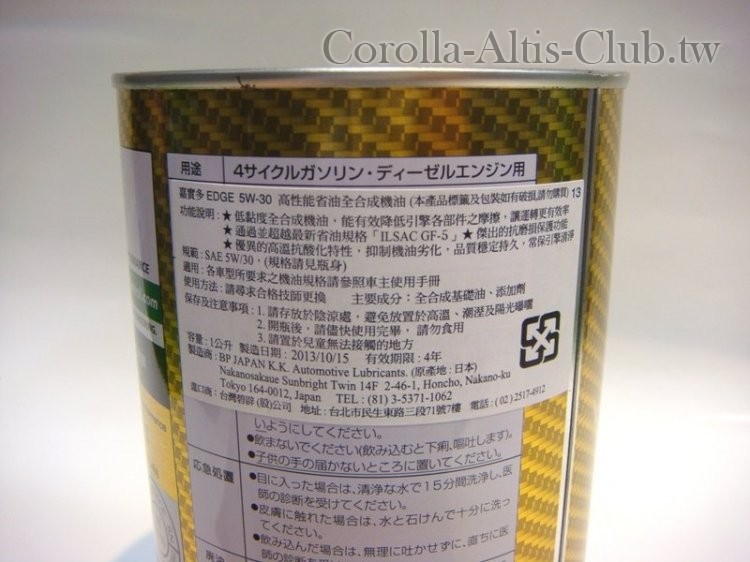 Corolla-Altis-Club.tw
用途 4サイクルガソリン・ディーゼルエンジン用
嘉實多 EDGE 5W-30 高性能省油全合成機油 (本產品標籤及包裝如有破損,請勿購買) 13
功能說明：★ 低黏度全合成機油，能有效降低引擎各部件之摩擦，讓運轉更有效率
★ 通過並超越最新省油規格「ILSAC GF-5」★ 傑出的抗磨損保護功能
★ 優異的高溫抗酸化特性，抑制機油劣化，品質穩定持久，常保引擎清淨
規範：SAE 5W/30，(規格請見瓶身)
適用：各車型所要求之機油規格請參照車主使用手冊
使用方法：請尋求合格技師更換 主要成分：全合成基礎油、添加劑
保存及注意事項：1. 請存放於陰涼處，避免放置於高溫、潮溼及陽光曝曬
2. 開瓶後，請儘快使用完畢，請勿食用
3. 請置於兒童無法接觸的地方
容量：1公升 製造日期：2013/10/15 有效期限：4年
製造商：BP JAPAN K.K. Automotive Lubricants. (原產地：日本)
Nakanosakaue Sunbright Twin 14F 2-46-1, Honcho, Nakano-ku
Tokyo 164-0012, Japan TEL : (81) 3-5371-1062
進口商：台灣碧辟(股)公司 地址：台北市民生東路三段71號7樓 電話：( 02 ) 2517-4912
いようにしてください。
●飲まないでください(飲み込むと下痢、嘔吐します)。
●子供の手の届かないところに置いてください。
応急処置
●目に入った場合は、清浄な水で15分間洗浄し、医
師の診断を受けてください。
●皮膚に触れた場合は、水と石けんで十分に洗っ
てください。
●飲み込んだ場合は、無理に吐かせずに、直ちに医
師の診断を
廃油